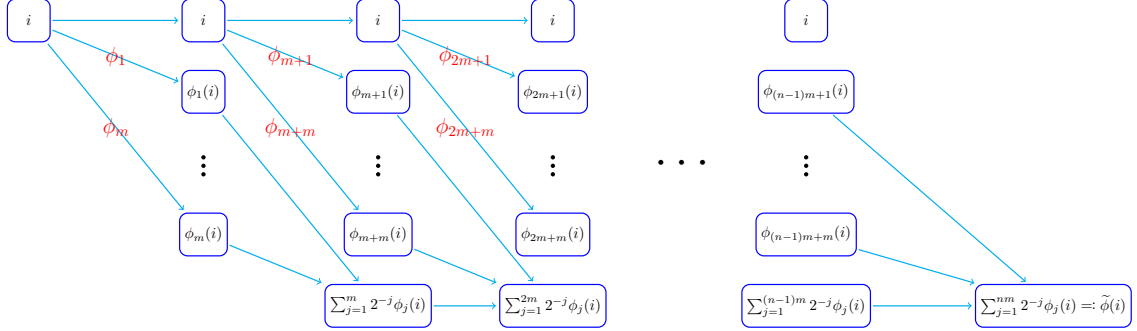 i i i i i
ϕ_1 ϕ_{m+1} ϕ_{2m+1}
ϕ_1(i) ϕ_{m+1}(i) ϕ_{2m+1}(i) ϕ_{(n−1)m+1}(i)
ϕ_m ϕ_{m+m} ϕ_{2m+m}
⋮ ⋮ ⋮ · · · ⋮
ϕ_m(i) ϕ_{m+m}(i) ϕ_{2m+m}(i) ϕ_{(n−1)m+m}(i)
∑_{j=1}^{m} 2^{−j}ϕ_j(i) ∑_{j=1}^{2m} 2^{−j}ϕ_j(i) ∑_{j=1}^{(n−1)m} 2^{−j}ϕ_j(i) ∑_{j=1}^{nm} 2^{−j}ϕ_j(i) =: ϕ̃(i)